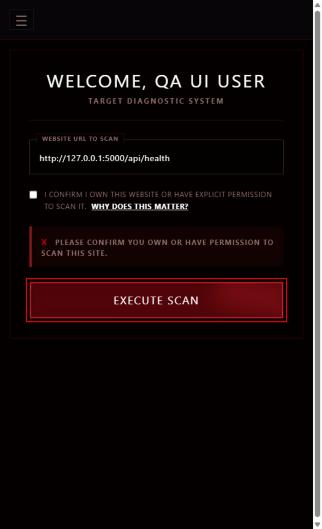 ☰
WELCOME, QA UI USER
TARGET DIAGNOSTIC SYSTEM
WEBSITE URL TO SCAN
http://127.0.0.1:5000/api/health
I CONFIRM I OWN THIS WEBSITE OR HAVE EXPLICIT PERMISSION
TO SCAN IT. WHY DOES THIS MATTER?
X PLEASE CONFIRM YOU OWN OR HAVE PERMISSION TO
SCAN THIS SITE.
EXECUTE SCAN